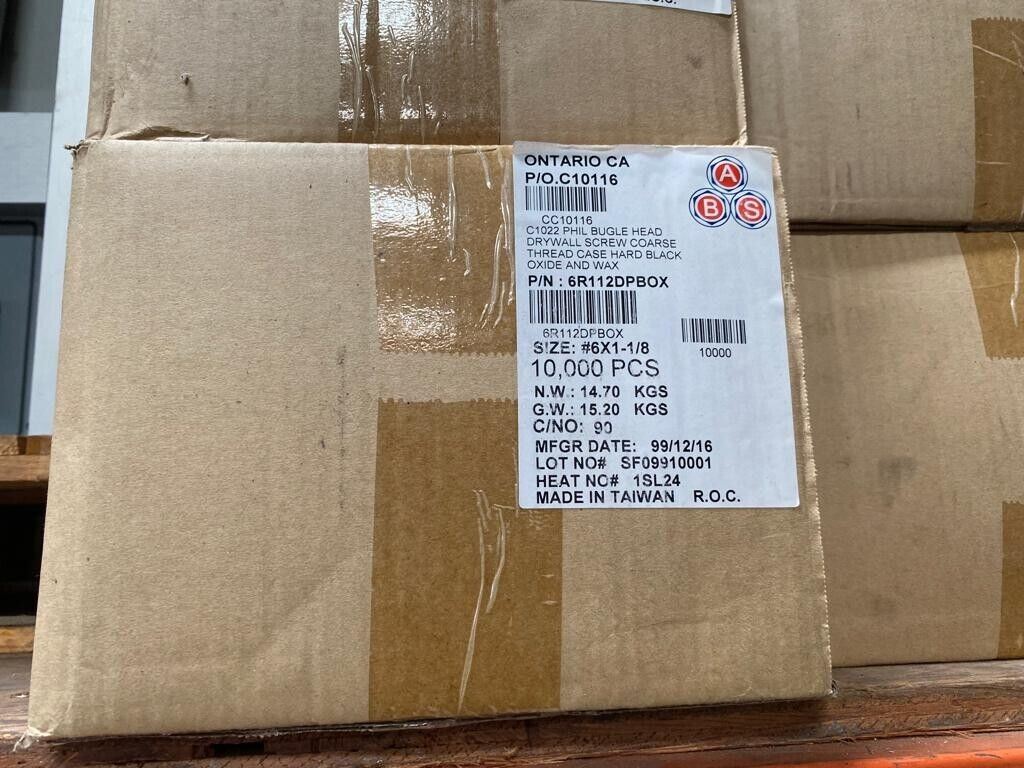 ONTARIO CA
P/O.C10116
CC10116
C1022 PHIL BUGLE HEAD
DRYWALL SCREW COARSE
THREAD CASE HARD BLACK
OXIDE AND WAX
P/N : 6R112DPBOX
6R112DPBOX
SIZE: #6X1-1/8
10,000 PCS
N.W.: 14.70 KGS
G.W.: 15.20 KGS
C/NO: 90
MFGR DATE: 99/12/16
LOT NO# SF09910001
HEAT NO# 1SL24
MADE IN TAIWAN R.O.C.
A
B S
10000